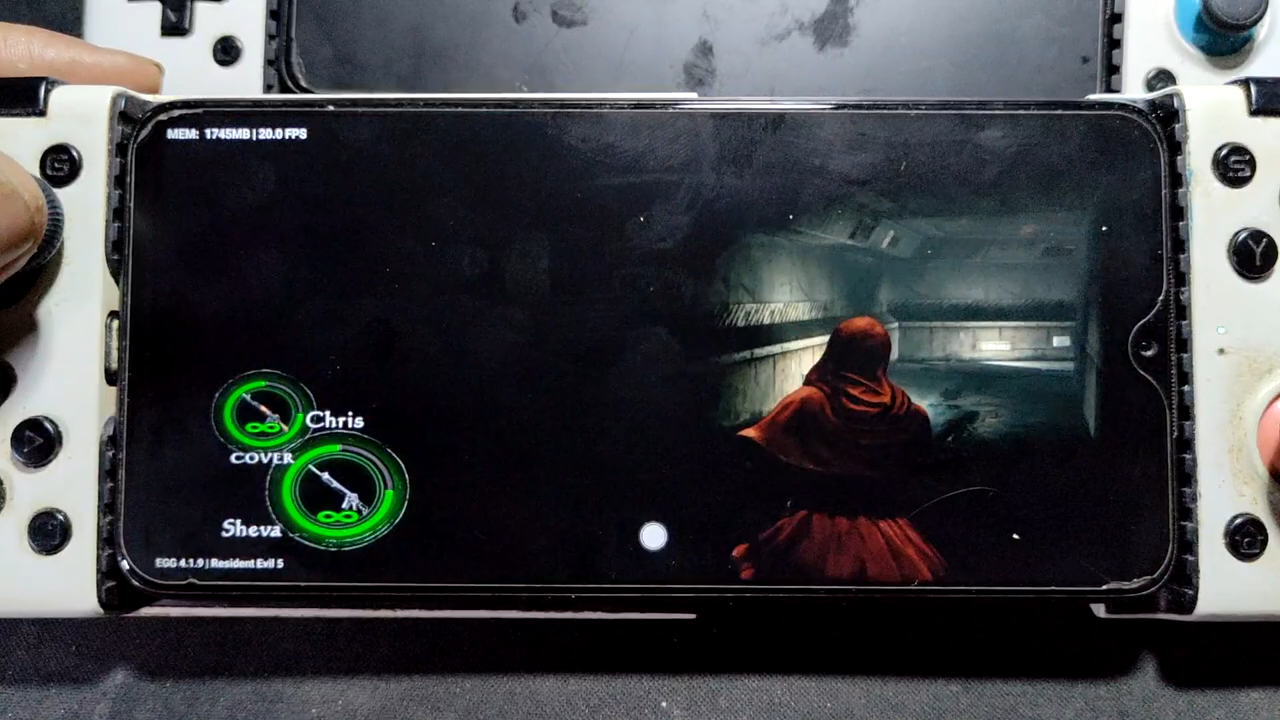 MEM: 1745MB | 20.0 FPS
G
S
Y
Chris
COVER
Sheva
EGG 4.1.9 | Resident Evil 5